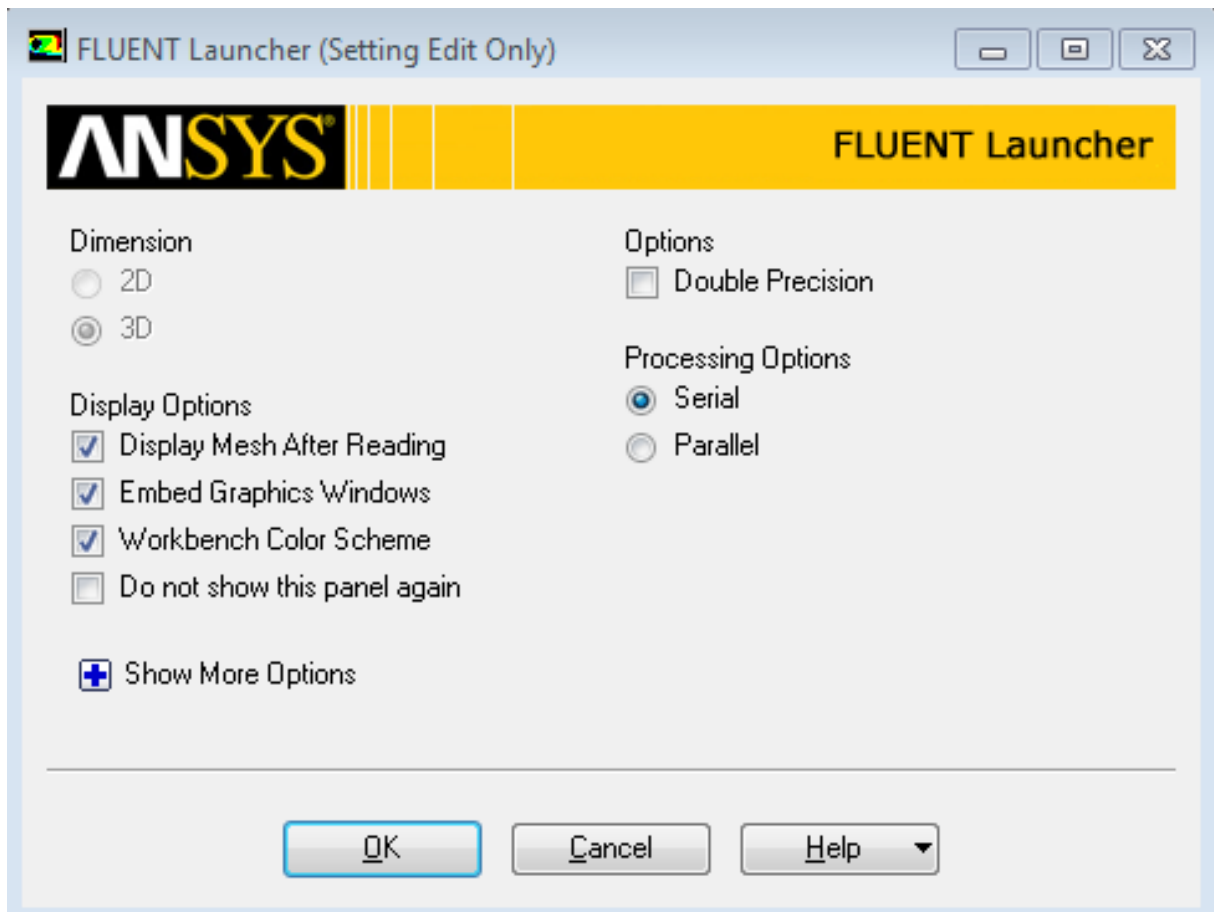 FLUENT Launcher (Setting Edit Only)
ANSYS®
FLUENT Launcher
Dimension
2D
3D
Display Options
Display Mesh After Reading
Embed Graphics Windows
Workbench Color Scheme
Do not show this panel again
Show More Options
Options
Double Precision
Processing Options
Serial
Parallel
OK
Cancel
Help